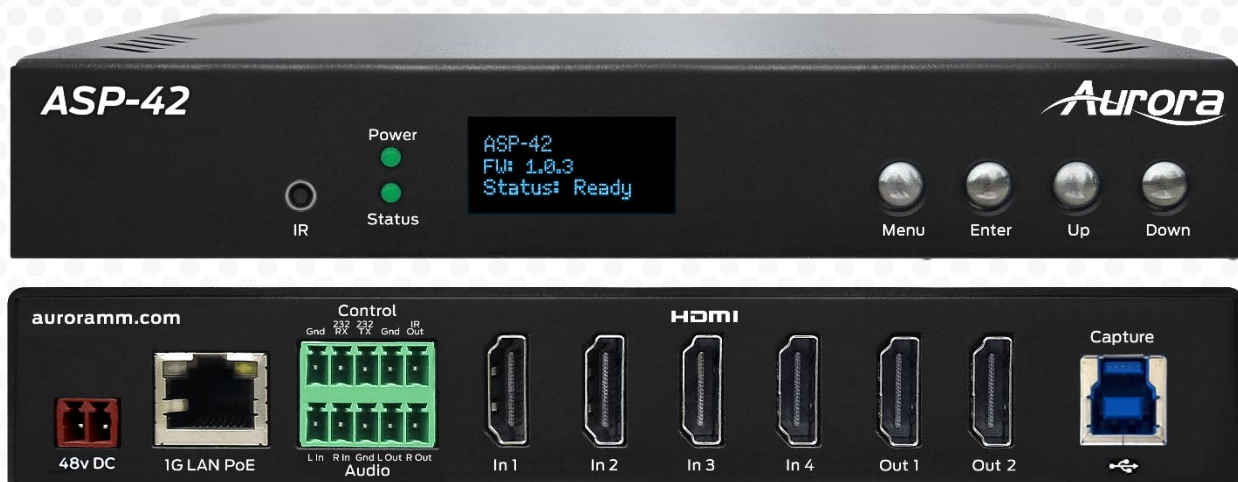 ASP-42
Aurora
Power
Status
IR
ASP-42
FW: 1.0.3
Status: Ready
Menu Enter Up Down
auroramm.com
Control
Gnd 232 RX 232 TX Gnd IR Out
HDMI
Capture
48v DC
1G LAN PoE
L In R In Gnd L Out R Out
Audio
In 1 In 2 In 3 In 4 Out 1 Out 2